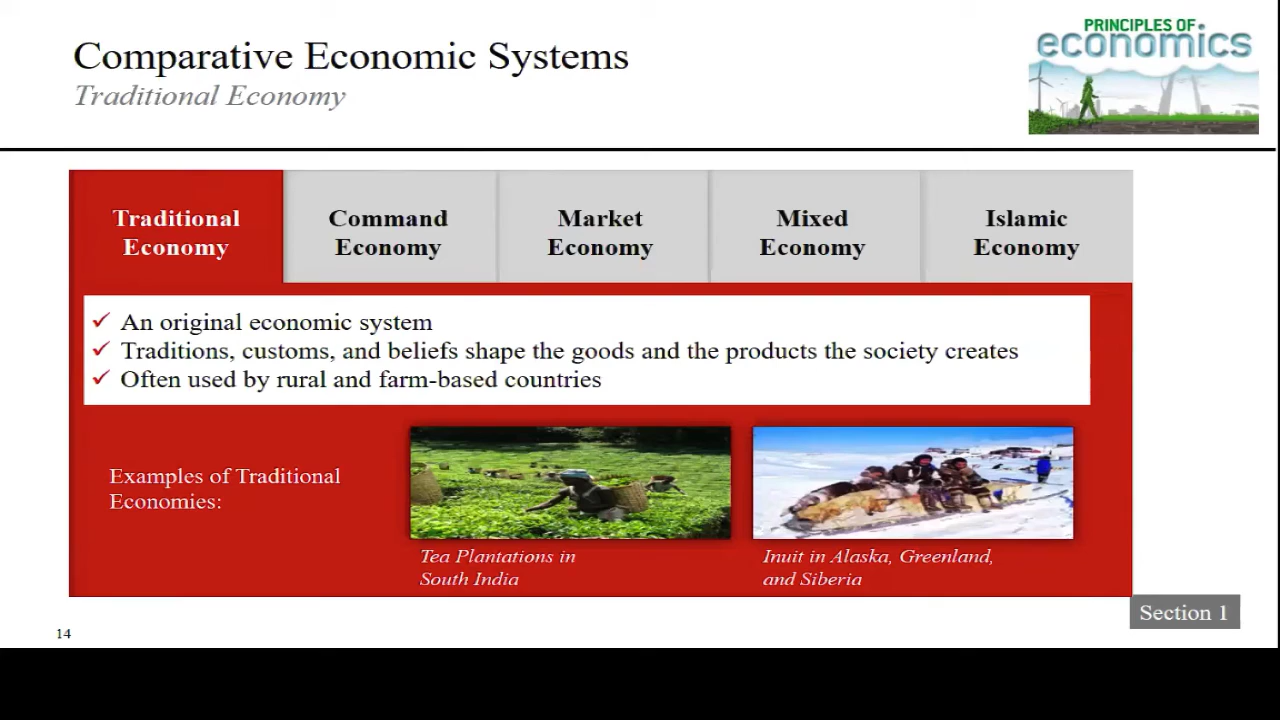 Comparative Economic Systems
Traditional Economy
PRINCIPLES OF
economics
Traditional
Economy
Command
Economy
Market
Economy
Mixed
Economy
Islamic
Economy
✓ An original economic system
✓ Traditions, customs, and beliefs shape the goods and the products the society creates
✓ Often used by rural and farm-based countries
Examples of Traditional
Economies:
Tea Plantations in
South India
Inuit in Alaska, Greenland,
and Siberia
Section 1
14